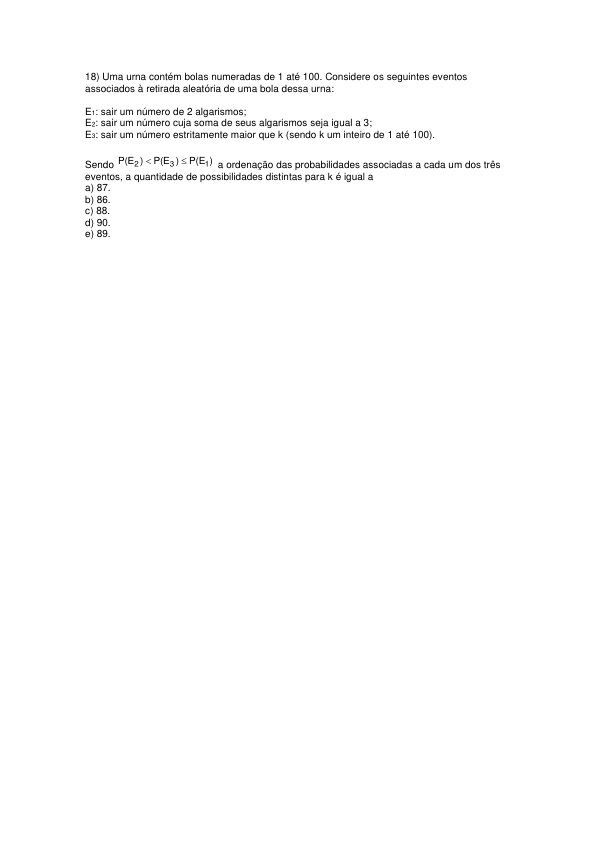 18) Uma urna contém bolas numeradas de 1 até 100. Considere os seguintes eventos
associados à retirada aleatória de uma bola dessa urna:
E₁: sair um número de 2 algarismos;
E₂: sair um número cuja soma de seus algarismos seja igual a 3;
E₃: sair um número estritamente maior que k (sendo k um inteiro de 1 até 100).
Sendo P(E₂) < P(E₃) ≤ P(E₁) a ordenação das probabilidades associadas a cada um dos três
eventos, a quantidade de possibilidades distintas para k é igual a
a) 87.
b) 86.
c) 88.
d) 90.
e) 89.